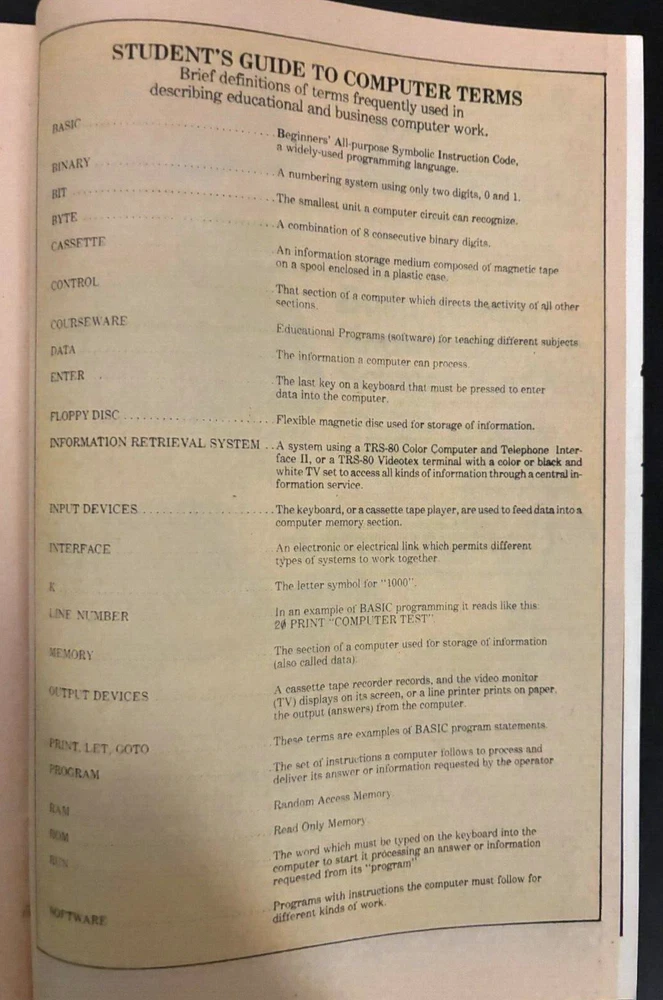 STUDENT'S GUIDE TO COMPUTER TERMS
Brief definitions of terms frequently used in
describing educational and business computer work.
BASIC ........................ Beginners' All-purpose Symbolic Instruction Code,
a widely-used programming language.
BINARY ........................ A numbering system using only two digits, 0 and 1.
BIT ........................ The smallest unit a computer circuit can recognize.
BYTE ........................ A combination of 8 consecutive binary digits.
CASSETTE An information storage medium composed of magnetic tape
on a spool enclosed in a plastic case.
CONTROL That section of a computer which directs the activity of all other
sections.
COURSEWARE Educational Programs (software) for teaching different subjects.
DATA The information a computer can process.
ENTER The last key on a keyboard that must be pressed to enter
data into the computer.
FLOPPY DISC ........................ Flexible magnetic disc used for storage of information.
INFORMATION RETRIEVAL SYSTEM .. A system using a TRS-80 Color Computer and Telephone Inter-
face II, or a TRS-80 Videotex terminal with a color or black and
white TV set to access all kinds of information through a central in-
formation service.
INPUT DEVICES ........................ The keyboard, or a cassette tape player, are used to feed data into a
computer memory section.
INTERFACE An electronic or electrical link which permits different
types of systems to work together.
K The letter symbol for "1000".
LINE NUMBER In an example of BASIC programming it reads like this:
2Ø PRINT "COMPUTER TEST"
MEMORY The section of a computer used for storage of information
(also called data).
OUTPUT DEVICES A cassette tape recorder records, and the video monitor
(TV) displays on its screen, or a line printer prints on paper,
the output (answers) from the computer.
PRINT, LET, GOTO These terms are examples of BASIC program statements.
PROGRAM The set of instructions a computer follows to process and
deliver its answer or information requested by the operator.
RAM Random Access Memory.
ROM Read Only Memory.
RUN The word which must be typed on the keyboard into the
computer to start it processing an answer or information
requested from its "program"
SOFTWARE Programs with instructions the computer must follow for
different kinds of work.